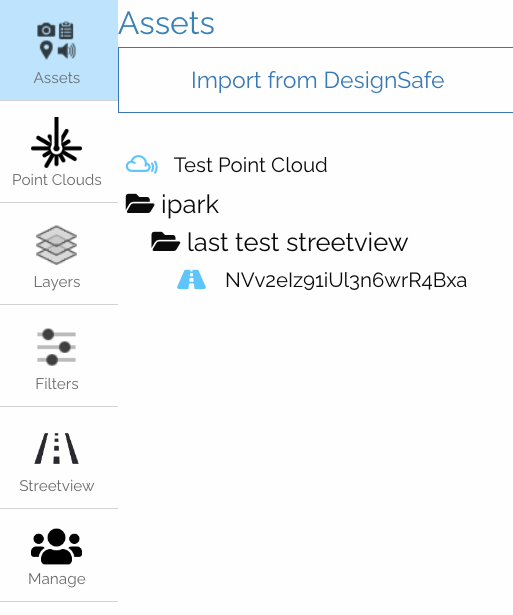 Assets
Import from DesignSafe
Test Point Cloud
ipark
last test streetview
NVv2eIz91iUl3n6wrR4Bxa
Assets
Point Clouds
Layers
Filters
Streetview
Manage